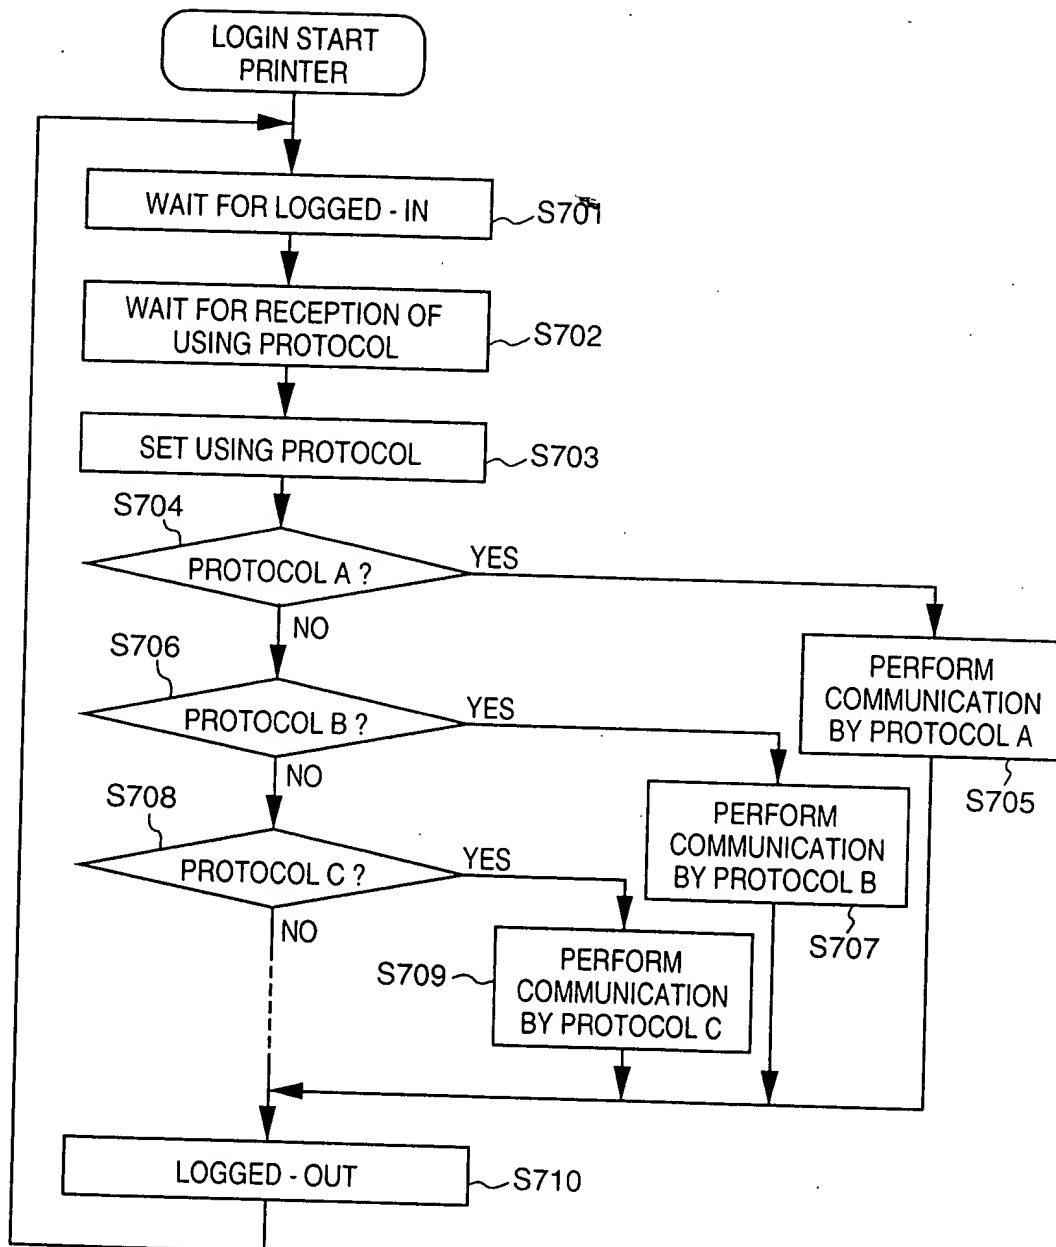 LOGIN START
PRINTER
WAIT FOR LOGGED - IN
S701
WAIT FOR RECEPTION OF
USING PROTOCOL
S702
SET USING PROTOCOL
S703
S704
PROTOCOL A ?
YES
NO
PERFORM
COMMUNICATION
BY PROTOCOL A
S705
S706
PROTOCOL B ?
YES
NO
PERFORM
COMMUNICATION
BY PROTOCOL B
S707
S708
PROTOCOL C ?
YES
NO
S709
PERFORM
COMMUNICATION
BY PROTOCOL C
LOGGED - OUT
S710